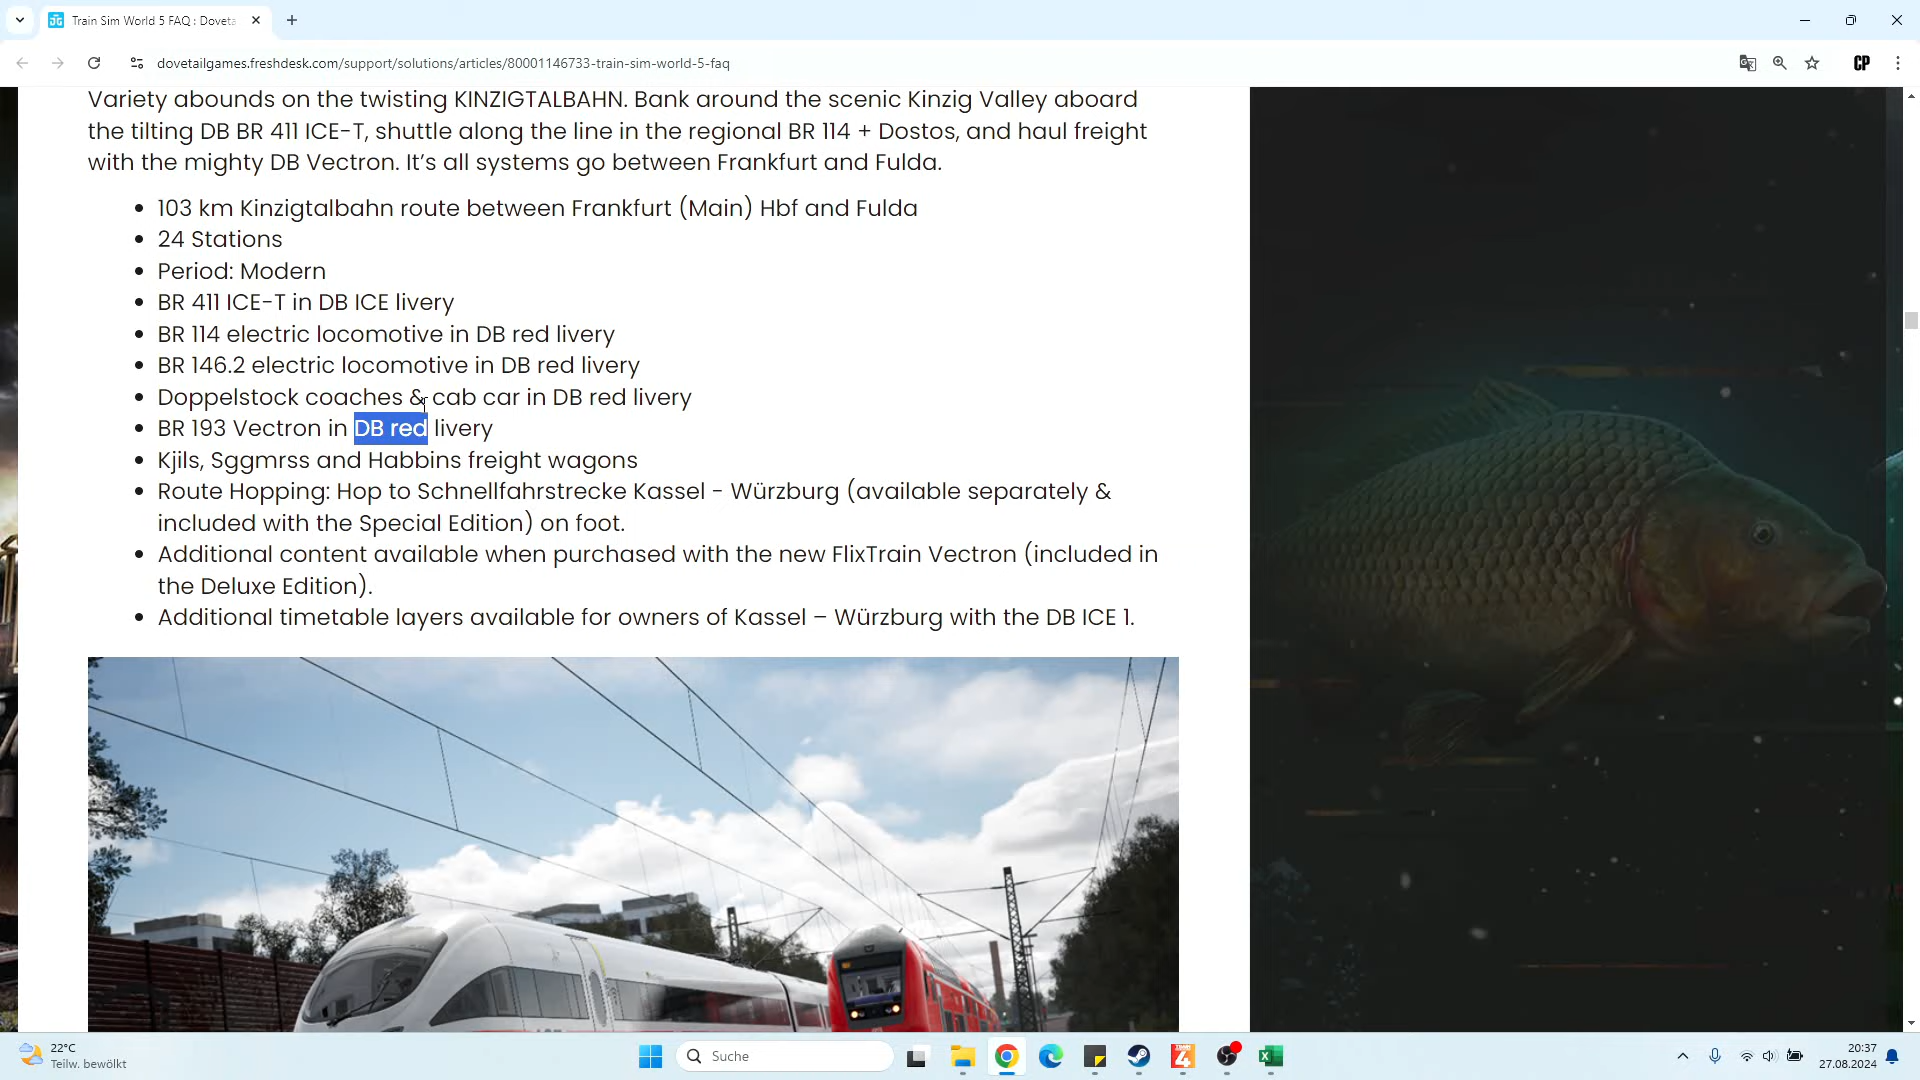 Train Sim World 5 FAQ : Doveta
dovetailgames.freshdesk.com/support/solutions/articles/80001146733-train-sim-world-5-faq
CP
Variety abounds on the twisting KINZIGTALBAHN. Bank around the scenic Kinzig Valley aboard
the tilting DB BR 411 ICE-T, shuttle along the line in the regional BR 114 + Dostos, and haul freight
with the mighty DB Vectron. It’s all systems go between Frankfurt and Fulda.
103 km Kinzigtalbahn route between Frankfurt (Main) Hbf and Fulda
24 Stations
Period: Modern
BR 411 ICE-T in DB ICE livery
BR 114 electric locomotive in DB red livery
BR 146.2 electric locomotive in DB red livery
Doppelstock coaches & cab car in DB red livery
BR 193 Vectron in DB red livery
Kjils, Sggmrss and Habbins freight wagons
Route Hopping: Hop to Schnellfahrstrecke Kassel - Würzburg (available separately &
included with the Special Edition) on foot.
Additional content available when purchased with the new FlixTrain Vectron (included in
the Deluxe Edition).
Additional timetable layers available for owners of Kassel – Würzburg with the DB ICE 1.
22°C
Teilw. bewölkt
Suche
20:37
27.08.2024